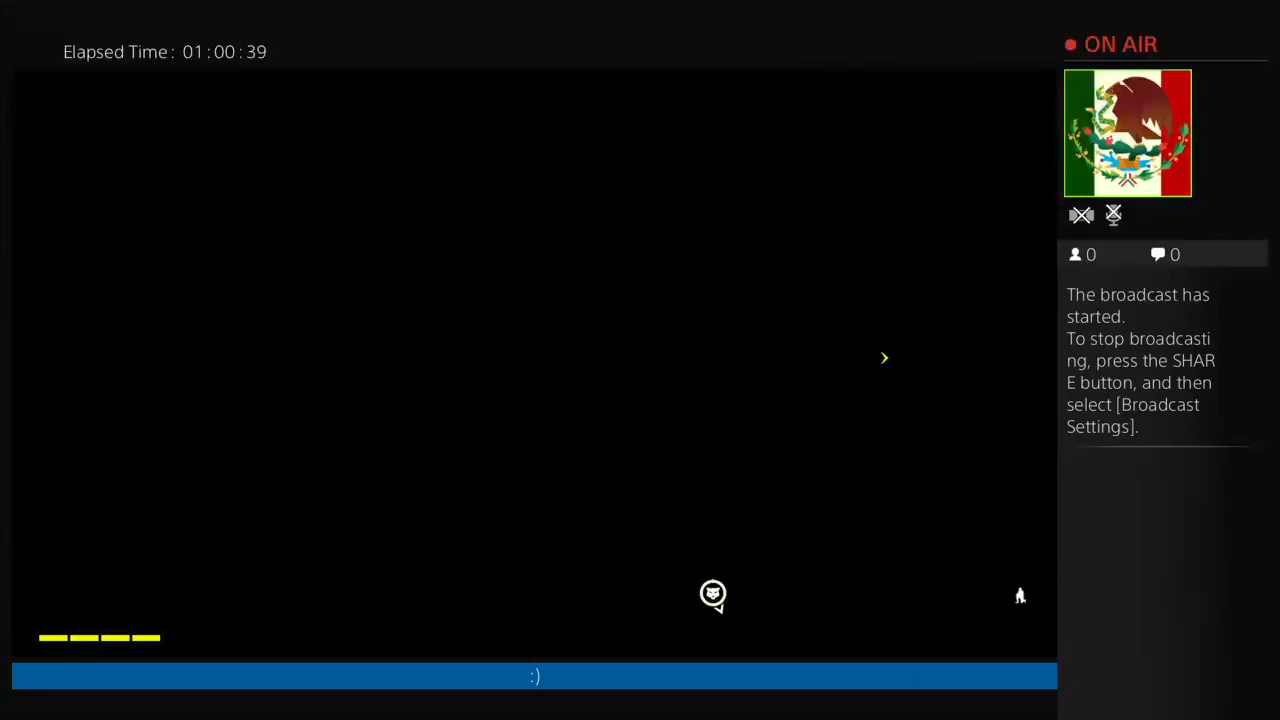 Elapsed Time: 01:00:39
ON AIR
0 0
The broadcast has
started.
To stop broadcasti
ng, press the SHAR
E button, and then
select [Broadcast
Settings].
:)